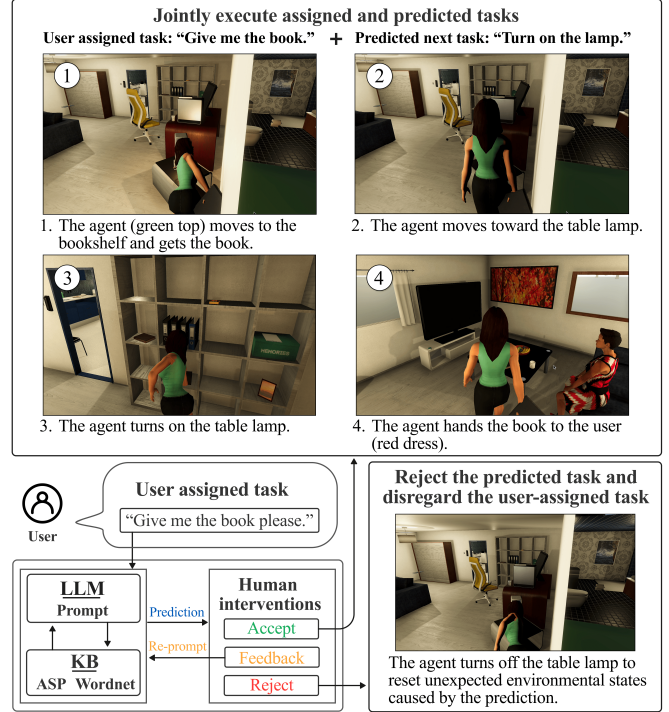 Jointly execute assigned and predicted tasks
User assigned task: “Give me the book.” + Predicted next task: “Turn on the lamp.”
1
2
1. The agent (green top) moves to the
bookshelf and gets the book.
2. The agent moves toward the table lamp.
3
4
3. The agent turns on the table lamp.
4. The agent hands the book to the user
(red dress).
User
User assigned task
“Give me the book please.”
LLM
Prompt
KB
ASP Wordnet
Prediction
Re-prompt
Human
interventions
Accept
Feedback
Reject
Reject the predicted task and
disregard the user-assigned task
The agent turns off the table lamp to
reset unexpected environmental states
caused by the prediction.